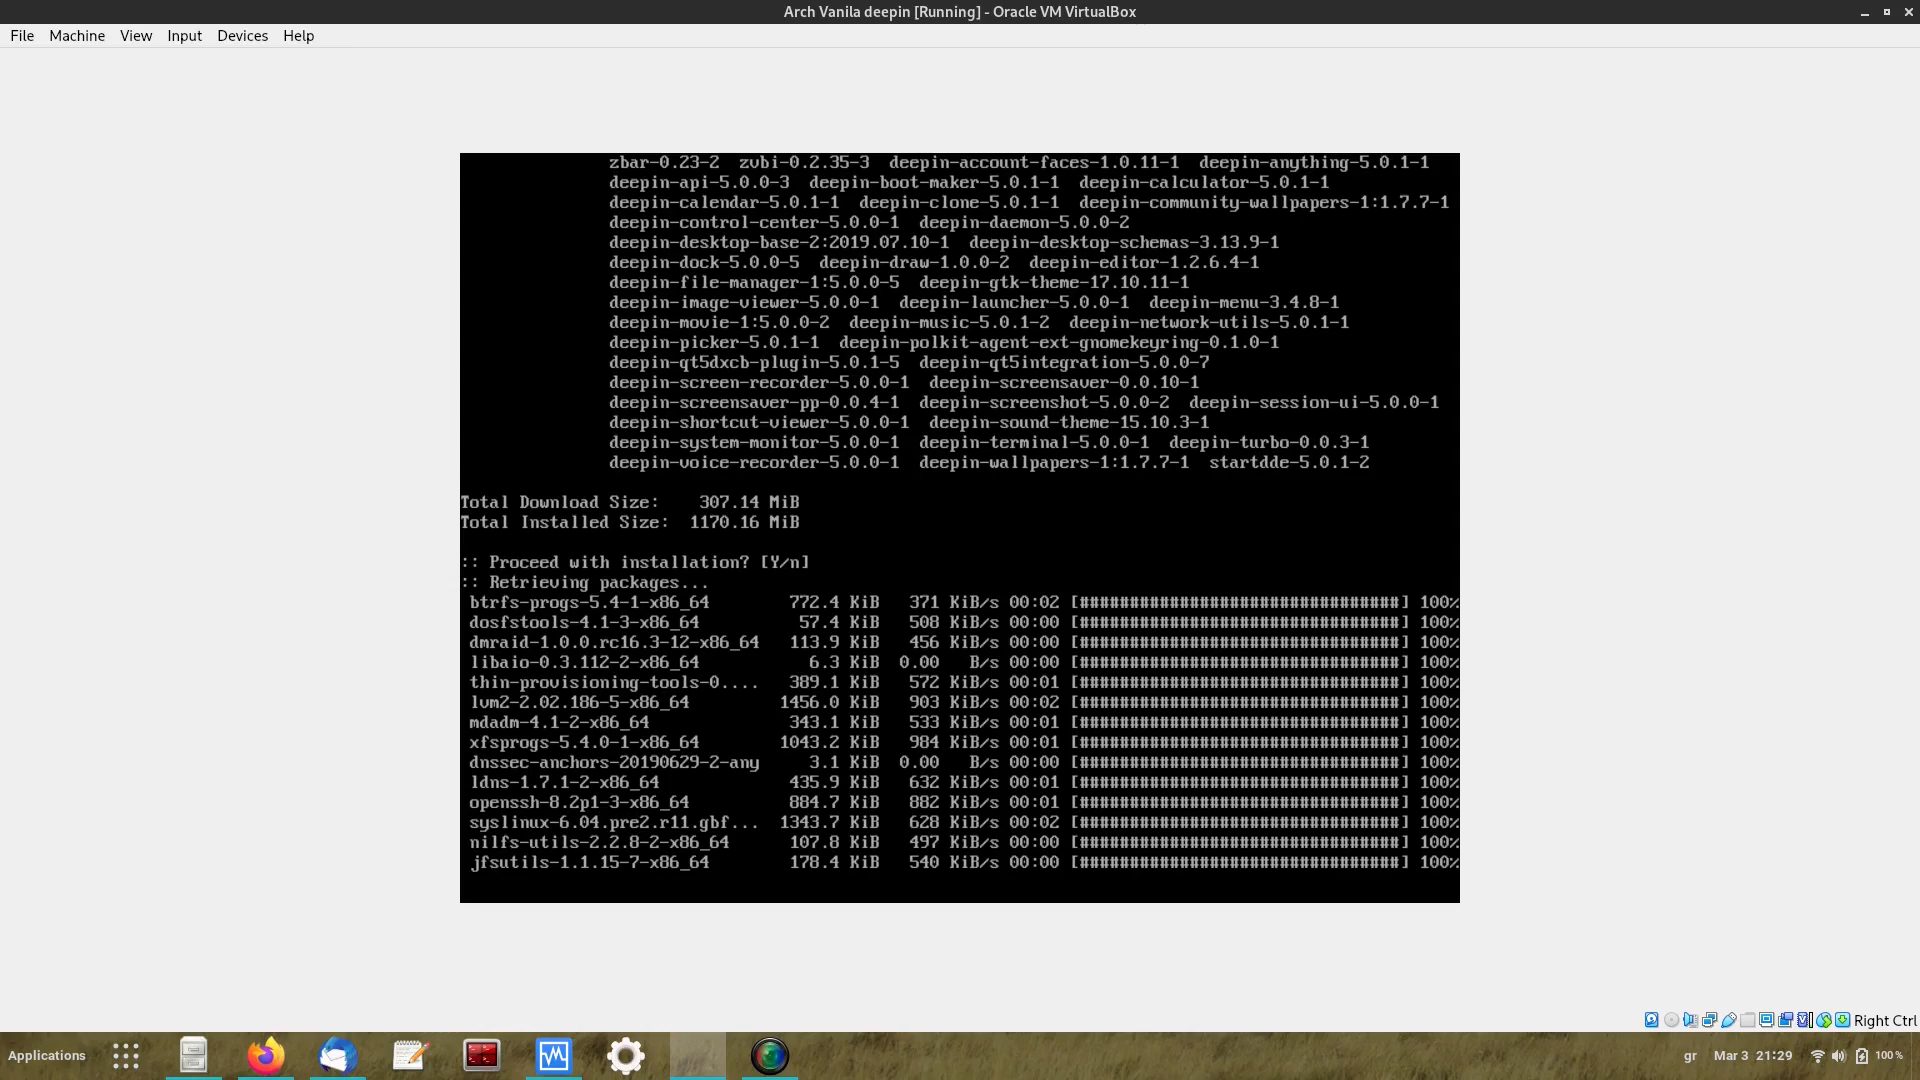 Arch Vanila deepin [Running] - Oracle VM VirtualBox
File Machine View Input Devices Help
zbar-0.23-2 zvbi-0.2.35-3 deepin-account-faces-1.0.11-1 deepin-anything-5.0.1-1
deepin-api-5.0.0-3 deepin-boot-maker-5.0.1-1 deepin-calculator-5.0.1-1
deepin-calendar-5.0.1-1 deepin-clone-5.0.1-1 deepin-community-wallpapers-1:1.7.7-1
deepin-control-center-5.0.0-1 deepin-daemon-5.0.0-2
deepin-desktop-base-2:2019.07.10-1 deepin-desktop-schemas-3.13.9-1
deepin-dock-5.0.0-5 deepin-draw-1.0.0-2 deepin-editor-1.2.6.4-1
deepin-file-manager-1:5.0.0-5 deepin-gtk-theme-17.10.11-1
deepin-image-viewer-5.0.0-1 deepin-launcher-5.0.0-1 deepin-menu-3.4.8-1
deepin-movie-1:5.0.0-2 deepin-music-5.0.1-2 deepin-network-utils-5.0.1-1
deepin-picker-5.0.1-1 deepin-polkit-agent-ext-gnomekeyring-0.1.0-1
deepin-qt5dxcb-plugin-5.0.1-5 deepin-qt5integration-5.0.0-7
deepin-screen-recorder-5.0.0-1 deepin-screensaver-0.0.10-1
deepin-screensaver-pp-0.0.4-1 deepin-screenshot-5.0.0-2 deepin-session-ui-5.0.0-1
deepin-shortcut-viewer-5.0.0-1 deepin-sound-theme-15.10.3-1
deepin-system-monitor-5.0.0-1 deepin-terminal-5.0.0-1 deepin-turbo-0.0.3-1
deepin-voice-recorder-5.0.0-1 deepin-wallpapers-1:1.7.7-1 startdde-5.0.1-2
Total Download Size: 307.14 MiB
Total Installed Size: 1170.16 MiB
:: Proceed with installation? [Y/n]
:: Retrieving packages...
btrfs-progs-5.4-1-x86_64 772.4 KiB 371 KiB/s 00:02 [################################] 100%
dosfstools-4.1-3-x86_64 57.4 KiB 508 KiB/s 00:00 [################################] 100%
dmraid-1.0.0.rc16.3-12-x86_64 113.9 KiB 456 KiB/s 00:00 [################################] 100%
libaio-0.3.112-2-x86_64 6.3 KiB 0.00 B/s 00:00 [################################] 100%
thin-provisioning-tools-0.... 389.1 KiB 572 KiB/s 00:01 [################################] 100%
lvm2-2.02.186-5-x86_64 1456.0 KiB 903 KiB/s 00:02 [################################] 100%
mdadm-4.1-2-x86_64 343.1 KiB 533 KiB/s 00:01 [################################] 100%
xfsprogs-5.4.0-1-x86_64 1043.2 KiB 984 KiB/s 00:01 [################################] 100%
dnssec-anchors-20190629-2-any 3.1 KiB 0.00 B/s 00:00 [################################] 100%
ldns-1.7.1-2-x86_64 435.9 KiB 632 KiB/s 00:01 [################################] 100%
openssh-8.2p1-3-x86_64 884.7 KiB 882 KiB/s 00:01 [################################] 100%
syslinux-6.04.pre2.r11.gbf... 1343.7 KiB 628 KiB/s 00:02 [################################] 100%
nilfs-utils-2.2.8-2-x86_64 107.8 KiB 497 KiB/s 00:00 [################################] 100%
jfsutils-1.1.15-7-x86_64 178.4 KiB 540 KiB/s 00:00 [################################] 100%
Right Ctrl
Applications gr Mar 3 21:29 100 %